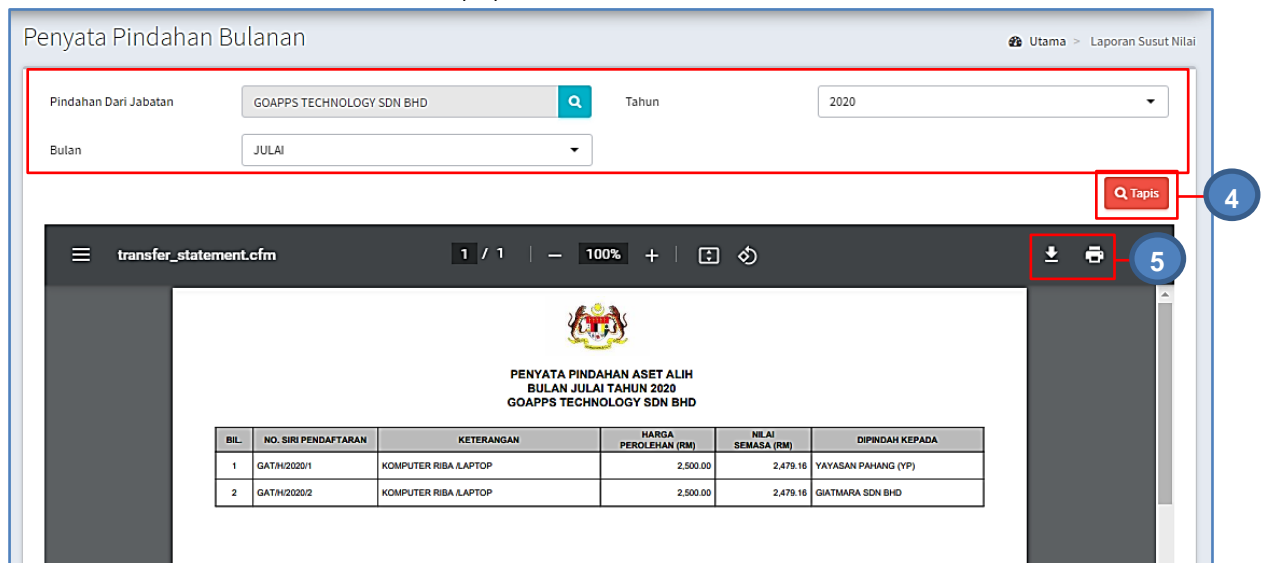 Penyata Pindahan Bulanan
Utama > Laporan Susut Nilai
Pindahan Dari Jabatan GOAPPS TECHNOLOGY SDN BHD Tahun 2020
Bulan JULAI
Tapis
4
transfer_statement.cfm 1 / 1 100%
5
PENYATA PINDAHAN ASET ALIH
BULAN JULAI TAHUN 2020
GOAPPS TECHNOLOGY SDN BHD
BIL. NO. SIRI PENDAFTARAN KETERANGAN HARGA PEROLEHAN (RM) NILAI SEMASA (RM) DIPINDAH KEPADA
1 GAT/H/2020/1 KOMPUTER RIBA /LAPTOP 2,500.00 2,479.16 YAYASAN PAHANG (YP)
2 GAT/H/2020/2 KOMPUTER RIBA /LAPTOP 2,500.00 2,479.16 GIATMARA SDN BHD